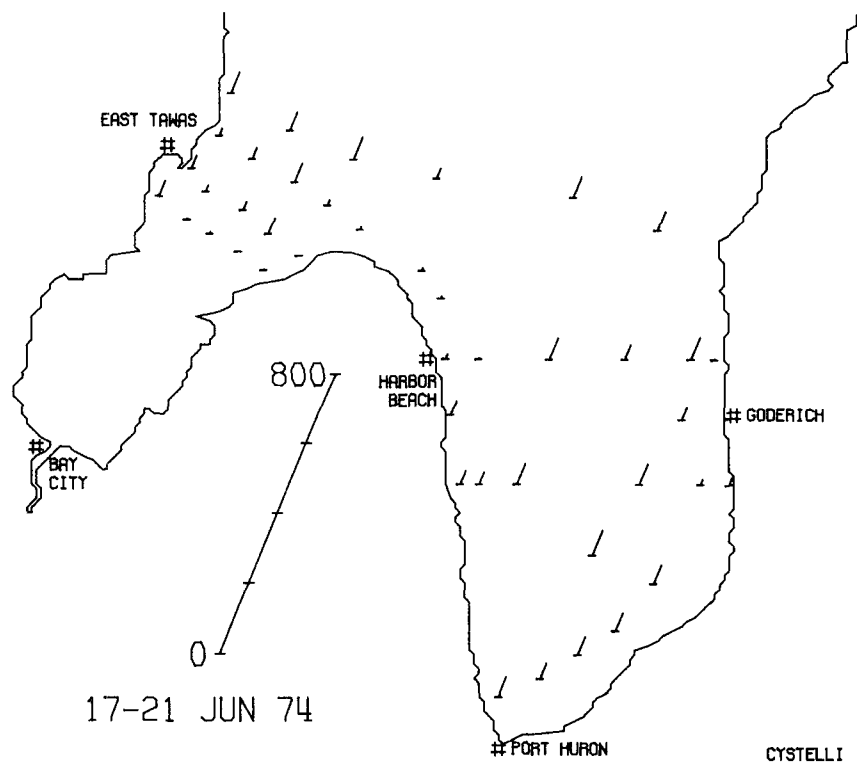 EAST TAWAS
800
HARBOR
BEACH
GODERICH
BAY
CITY
0
17-21 JUN 74
PORT HURON
CYSTELLI